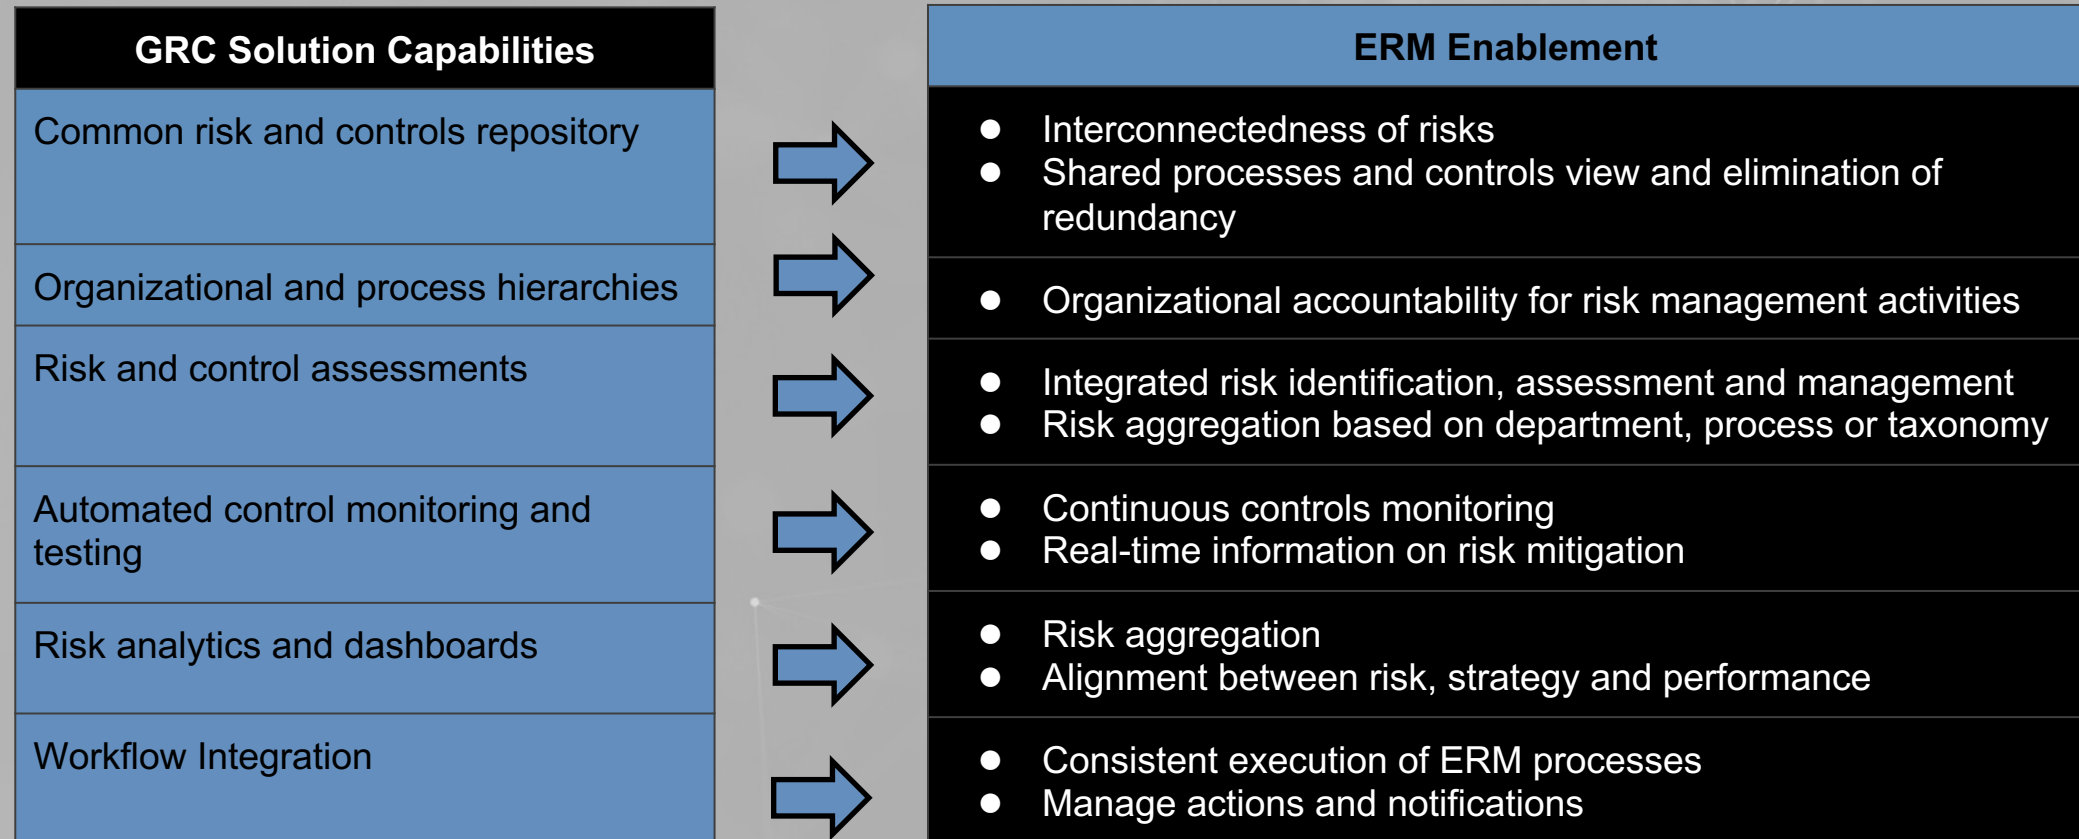 GRC Solution Capabilities
ERM Enablement
Common risk and controls repository
● Interconnectedness of risks
● Shared processes and controls view and elimination of
redundancy
Organizational and process hierarchies
● Organizational accountability for risk management activities
Risk and control assessments
● Integrated risk identification, assessment and management
● Risk aggregation based on department, process or taxonomy
Automated control monitoring and
testing
● Continuous controls monitoring
● Real-time information on risk mitigation
Risk analytics and dashboards
● Risk aggregation
● Alignment between risk, strategy and performance
Workflow Integration
● Consistent execution of ERM processes
● Manage actions and notifications